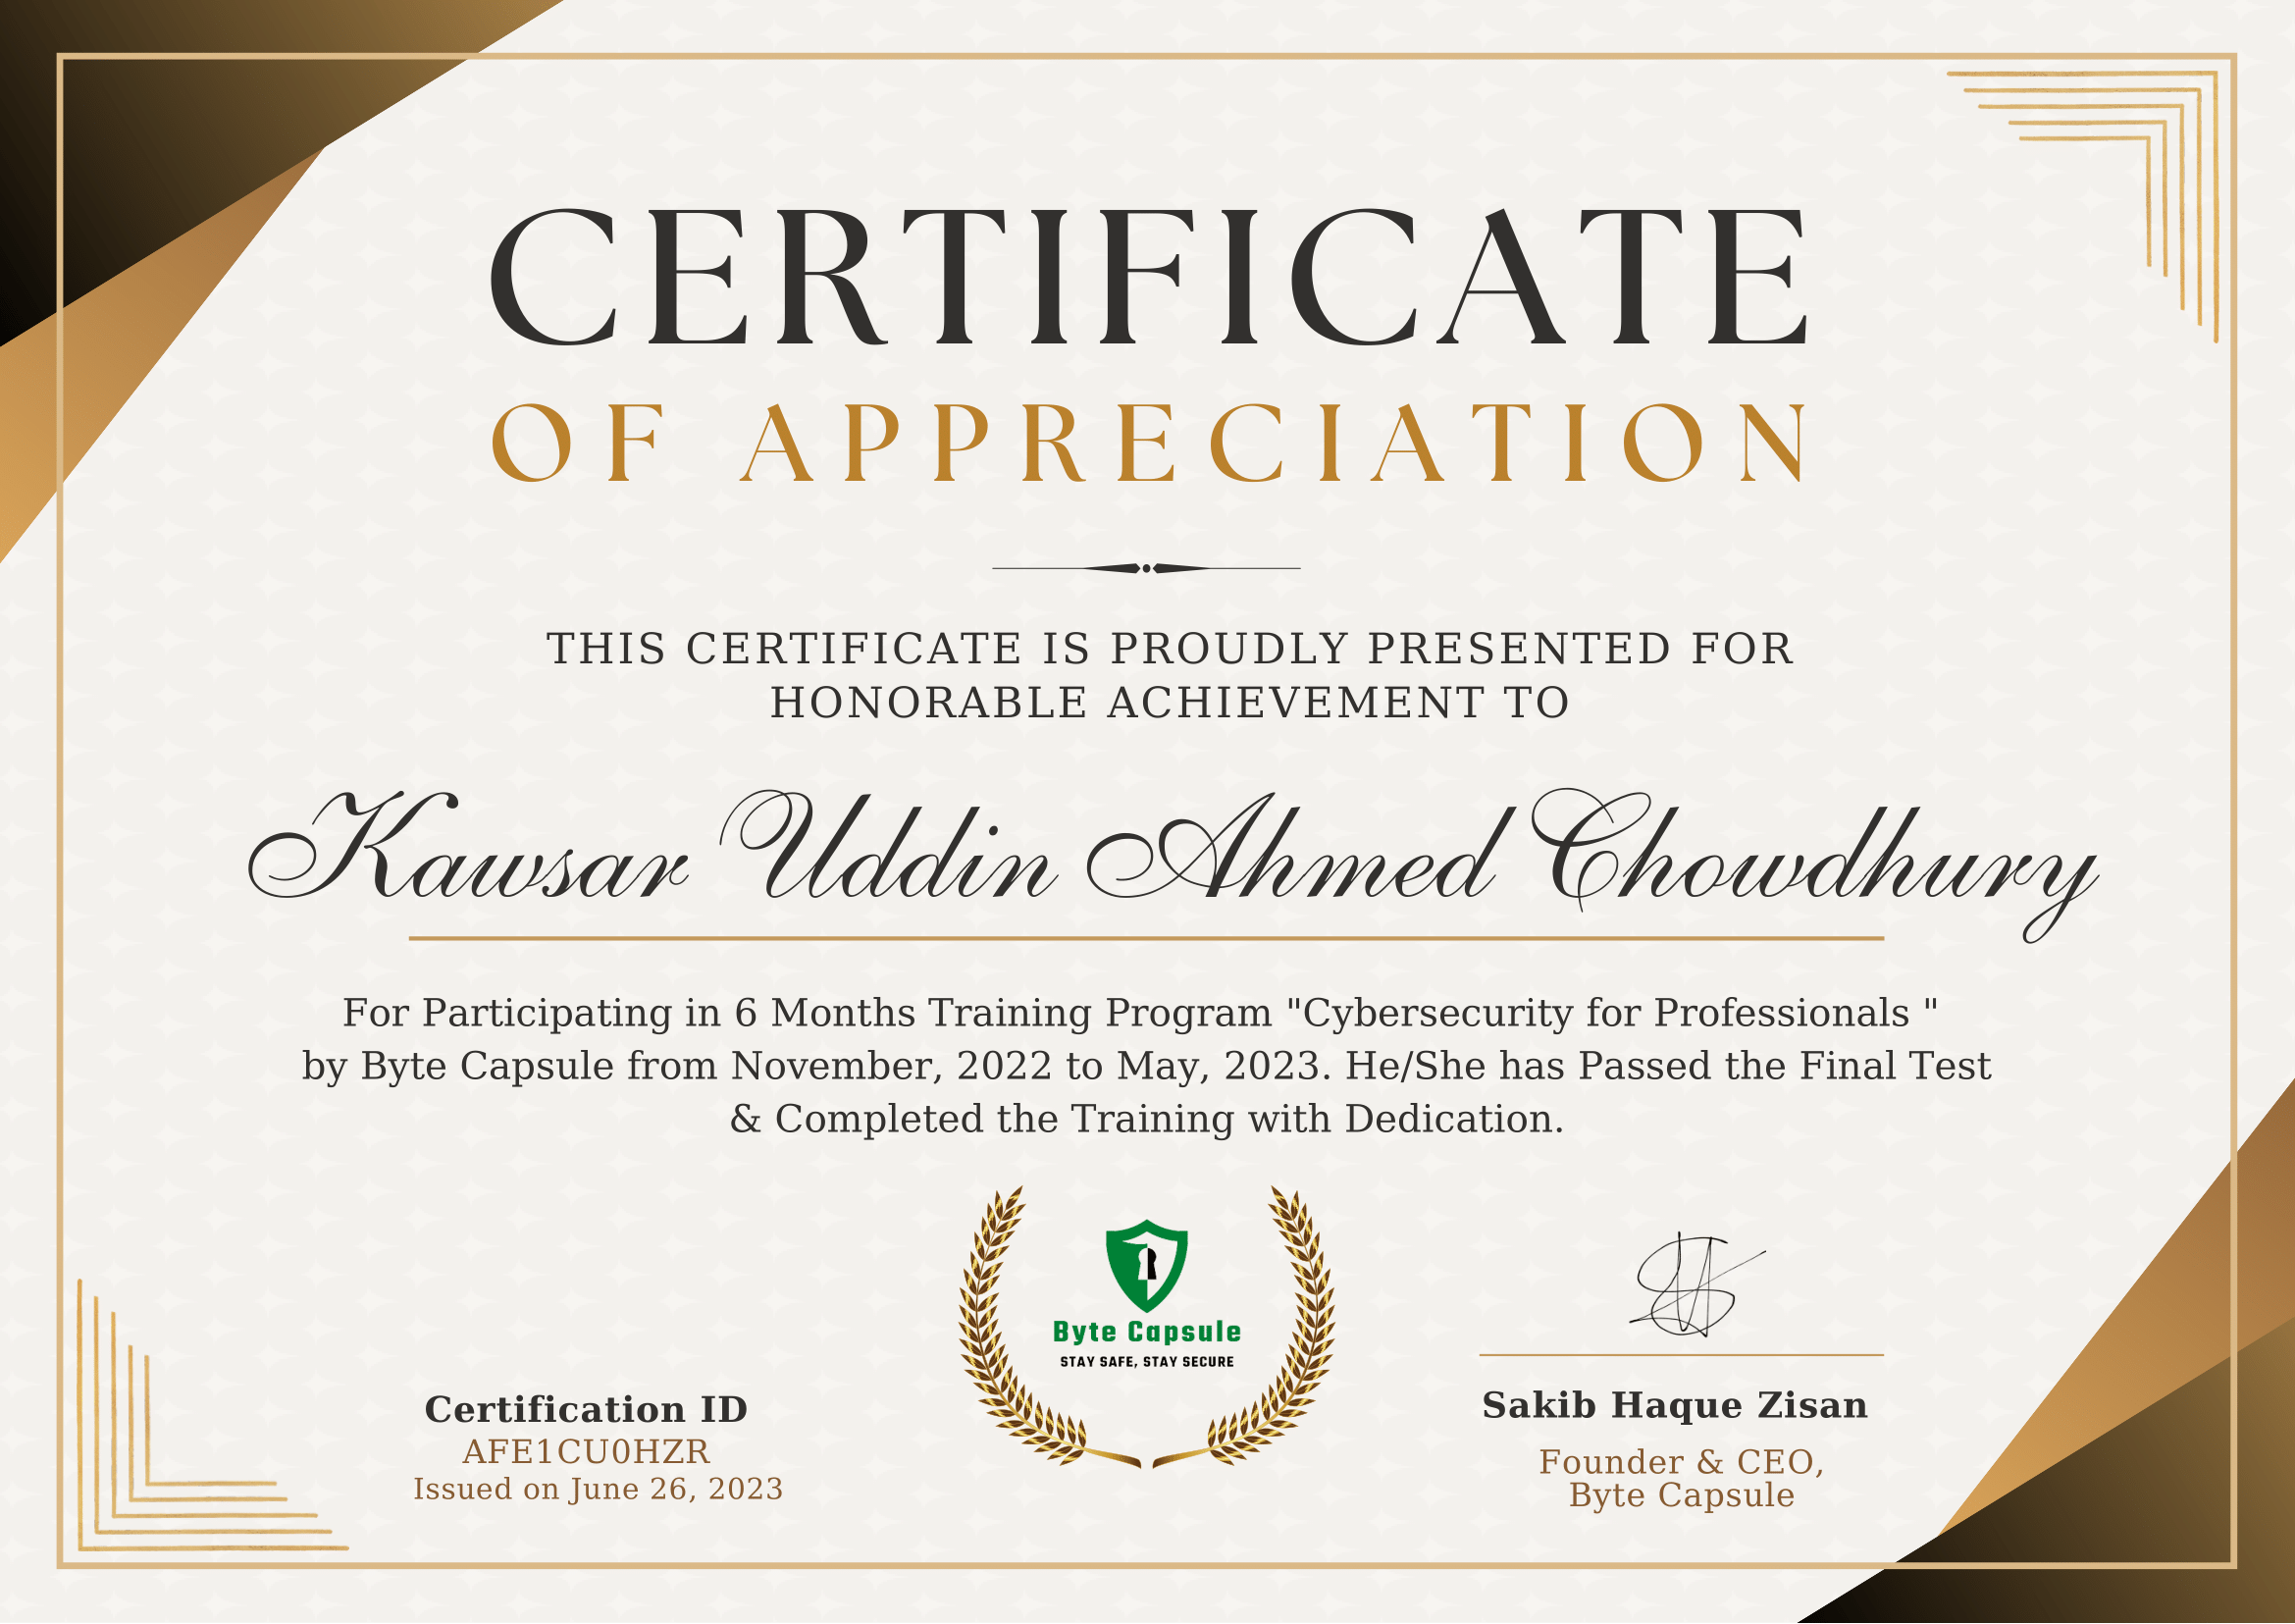 CERTIFICATE
OF APPRECIATION
THIS CERTIFICATE IS PROUDLY PRESENTED FOR
HONORABLE ACHIEVEMENT TO
Kawsar Uddin Ahmed Chowdhury
For Participating in 6 Months Training Program "Cybersecurity for Professionals "
by Byte Capsule from November, 2022 to May, 2023. He/She has Passed the Final Test
& Completed the Training with Dedication.
Byte Capsule
STAY SAFE, STAY SECURE
Certification ID
AFE1CU0HZR
Issued on June 26, 2023
Sakib Haque Zisan
Founder & CEO,
Byte Capsule